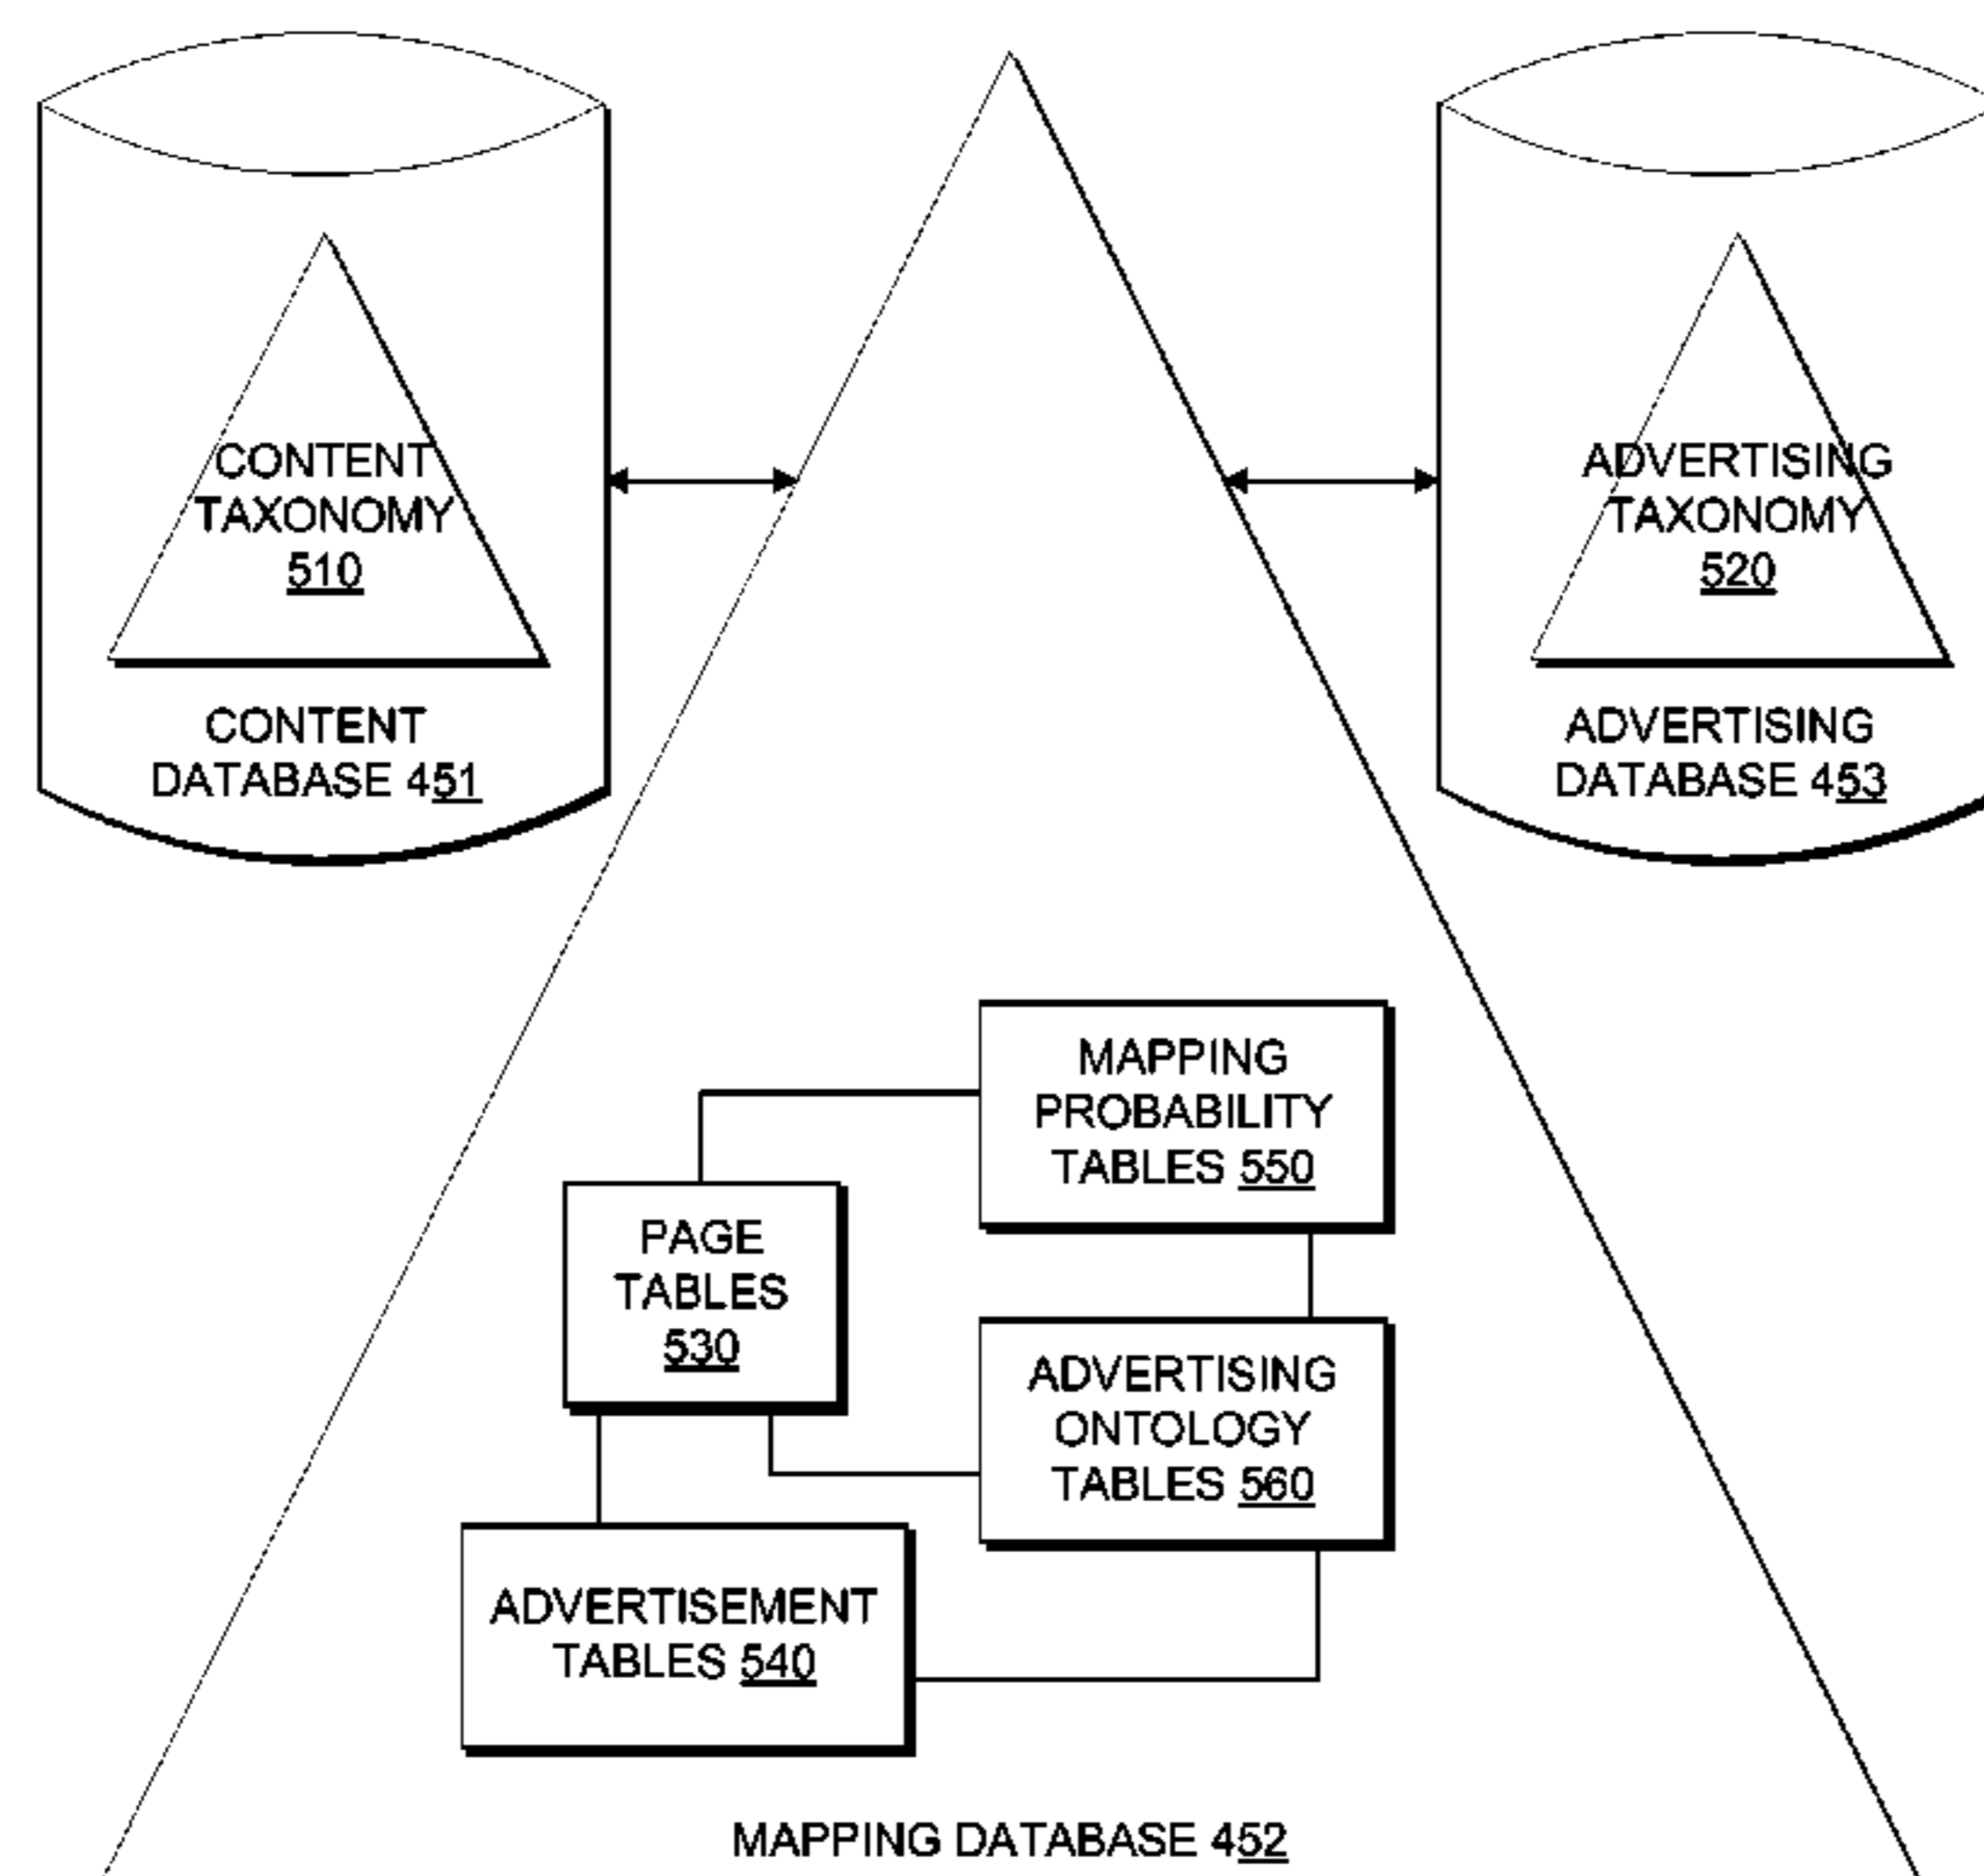 CONTENT
TAXONOMY
510
CONTENT
DATABASE 451
ADVERTISING
TAXONOMY
520
ADVERTISING
DATABASE 453
MAPPING
PROBABILITY
TABLES 550
PAGE
TABLES
530
ADVERTISING
ONTOLOGY
TABLES 560
ADVERTISEMENT
TABLES 540
MAPPING DATABASE 452